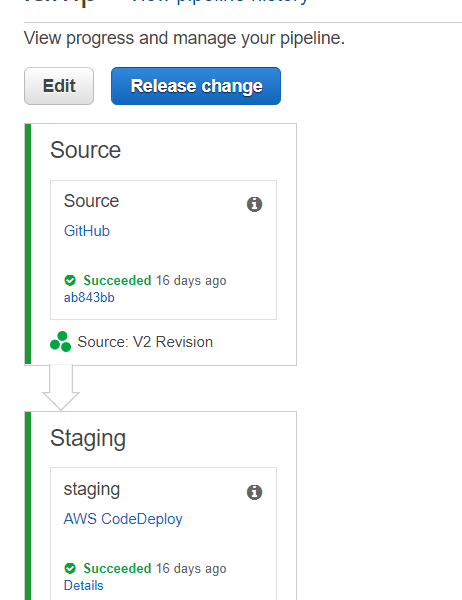 View pipeline history
View progress and manage your pipeline.
Edit
Release change
Source
Source
GitHub
Succeeded 16 days ago
ab843bb
Source: V2 Revision
Staging
staging
AWS CodeDeploy
Succeeded 16 days ago
Details